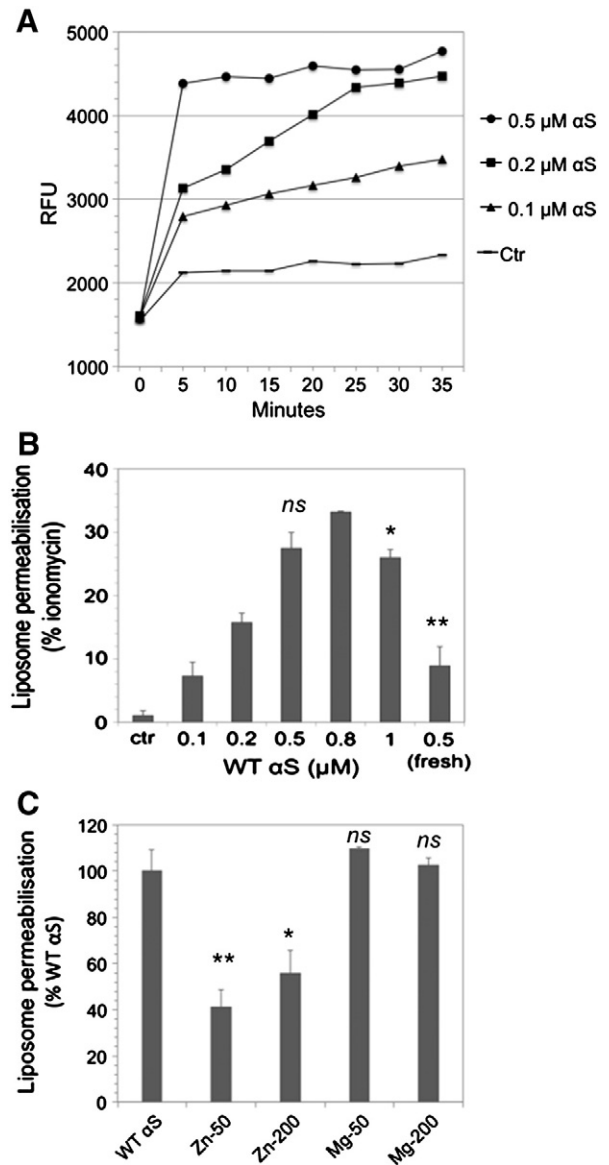 A
5000
4000
3000
2000
1000
RFU
0 5 10 15 20 25 30 35
Minutes
0.5 µM αS
0.2 µM αS
0.1 µM αS
Ctr
B
40
30
20
10
0
Liposome permeabilisation
(% ionomycin)
ns
*
**
ctr 0.1 0.2 0.5 0.8 1 0.5
(fresh)
WT αS (µM)
C
120
100
80
60
40
20
0
Liposome permeabilisation
(% WT αS)
**
*
ns
ns
WT αS
Zn-50
Zn-200
Mg-50
Mg-200